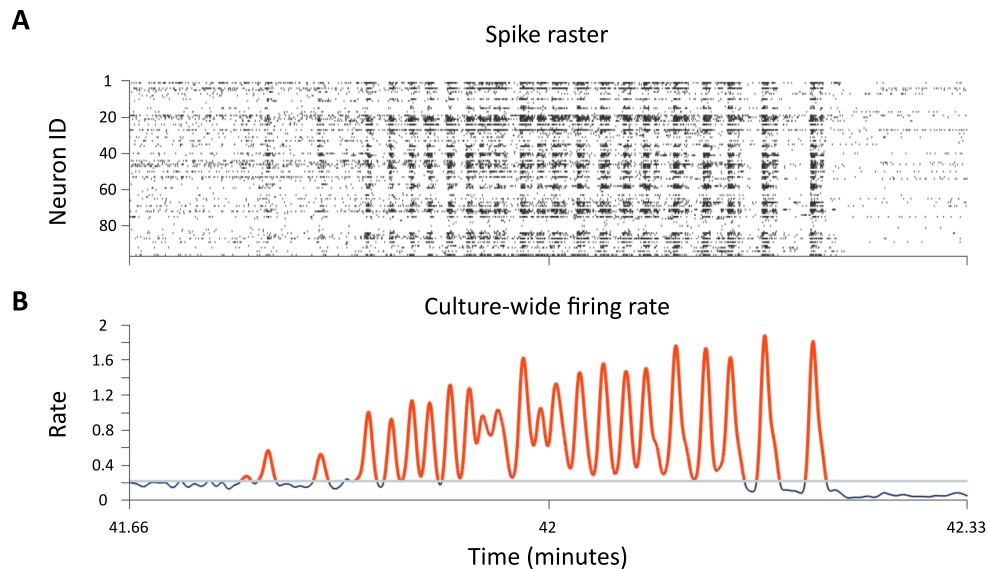 A
Spike raster
Neuron ID
1
20
40
60
80
B
Culture-wide firing rate
Rate
2
1.6
1.2
0.8
0.4
0
41.66
42
42.33
Time (minutes)